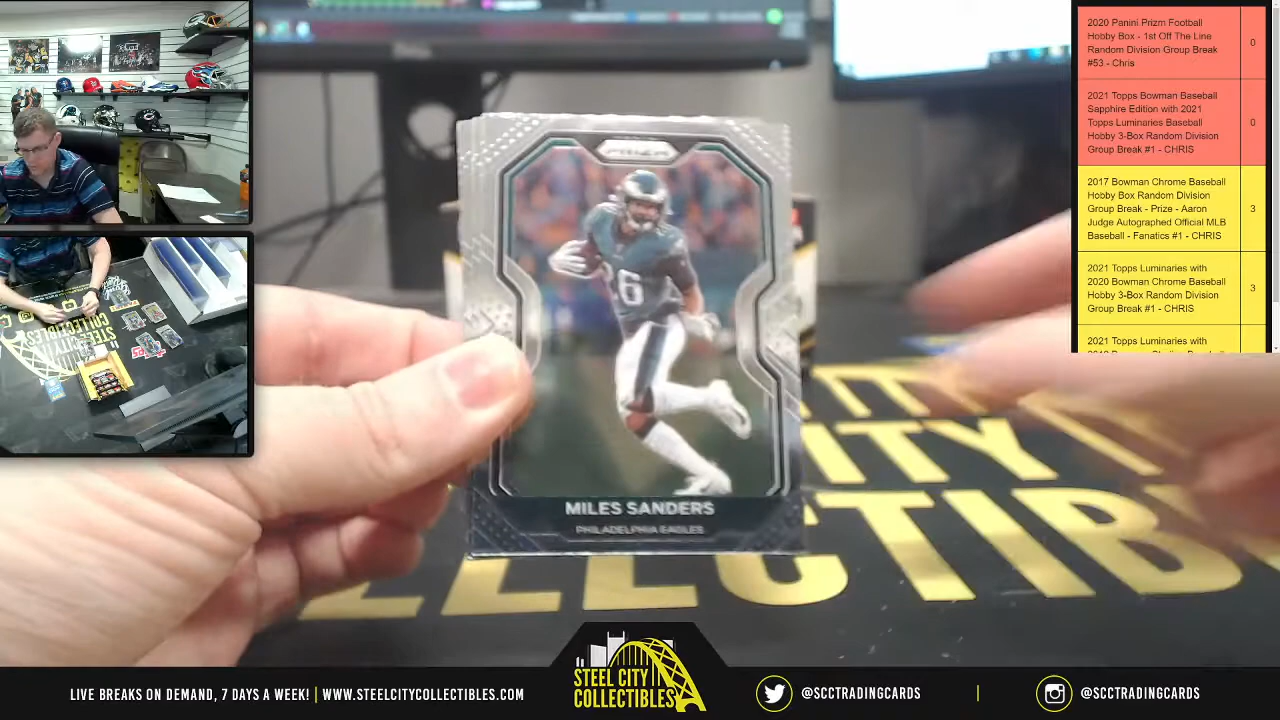 2020 Panini Prizm Football
Hobby Box - 1st Off The Line
Random Division Group Break
#53 - Chris
0
2021 Topps Bowman Baseball
Sapphire Edition with 2021
Topps Luminaries Baseball
Hobby 3-Box Random Division
Group Break #1 - CHRIS
0
2017 Bowman Chrome Baseball
Hobby Box Random Division
Group Break - Prize - Aaron
Judge Autographed Official MLB
Baseball - Fanatics #1 - CHRIS
3
2021 Topps Luminaries with
2020 Bowman Chrome Baseball
Hobby 3-Box Random Division
Group Break #1 - CHRIS
3
2021 Topps Luminaries with
PRIZM
26
MILES SANDERS
PHILADELPHIA EAGLES
CITY
STEEL CITY
COLLECTIBLES
LIVE BREAKS ON DEMAND, 7 DAYS A WEEK! | WWW.STEELCITYCOLLECTIBLES.COM
@SCCTRADINGCARDS | @SCCTRADINGCARDS